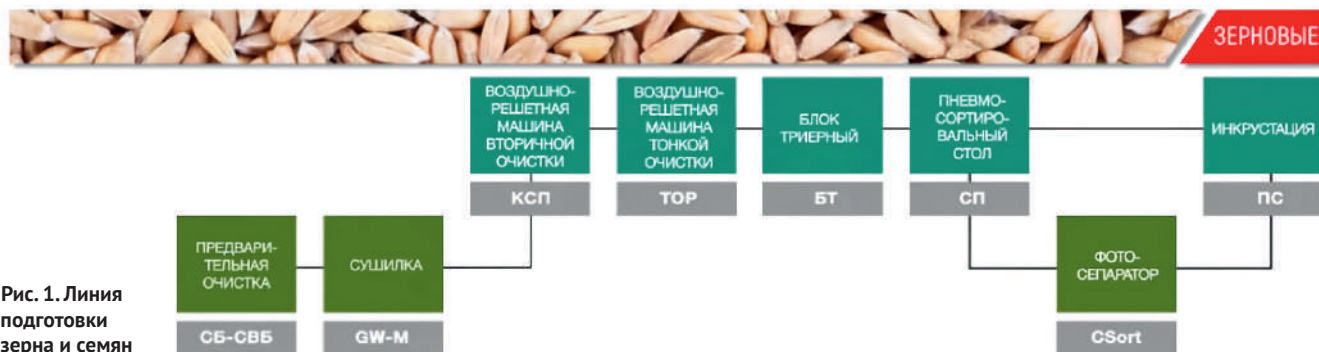 ЗЕРНОВЫЕ
ВОЗДУШНО-
РЕШЕТНАЯ
МАШИНА
ВТОРИЧНОЙ
ОЧИСТКИ
КСП
ВОЗДУШНО-
РЕШЕТНАЯ
МАШИНА
ТОНКОЙ
ОЧИСТКИ
ТОР
БЛОК
ТРИЕРНЫЙ
БТ
ПНЕВМО-
СОРТИРО-
ВАЛЬНЫЙ
СТОЛ
СП
ИНКРУСТАЦИЯ
ПС
ПРЕДВАРИ-
ТЕЛЬНАЯ
ОЧИСТКА
СБ-СВБ
СУШИЛКА
GW-M
ФОТО-
СЕПАРАТОР
CSort
Рис. 1. Линия
подготовки
зерна и семян